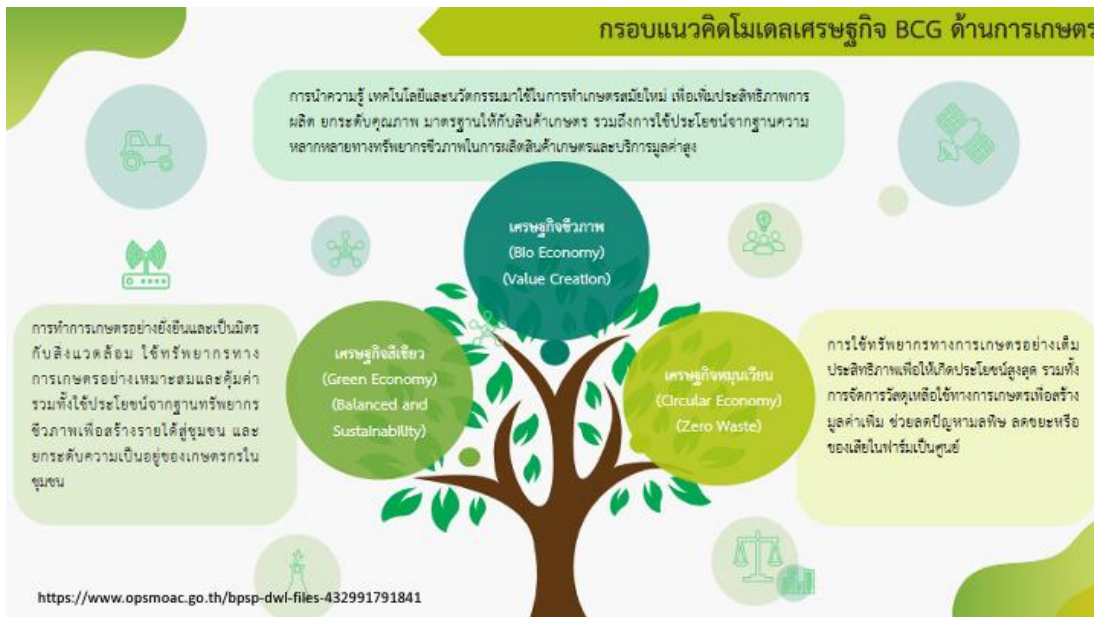 กรอบแนวคิดโมเดลเศรษฐกิจ BCG ด้านการเกษตร
การนำความรู้ เทคโนโลยีและนวัตกรรมมาใช้ในการทำเกษตรสมัยใหม่ เพื่อเพิ่มประสิทธิภาพการ
ผลิต ยกระดับคุณภาพ มาตรฐานให้กับสินค้าเกษตร รวมถึงการใช้ประโยชน์จากฐานความ
หลากหลายทางทรัพยากรชีวภาพในการผลิตสินค้าเกษตรและบริการมูลค่าสูง
เศรษฐกิจชีวภาพ
(Bio Economy)
(Value Creation)
การทำการเกษตรอย่างยั่งยืนและเป็นมิตร
กับสิ่งแวดล้อม ใช้ทรัพยากรทาง
การเกษตรอย่างเหมาะสมและคุ้มค่า
รวมทั้งใช้ประโยชน์จากฐานทรัพยากร
ชีวภาพเพื่อสร้างรายได้สู่ชุมชน และ
ยกระดับความเป็นอยู่ของเกษตรกรใน
ชุมชน
เศรษฐกิจสีเขียว
(Green Economy)
(Balanced and
Sustainability)
เศรษฐกิจหมุนเวียน
(Circular Economy)
(Zero Waste)
การใช้ทรัพยากรทางการเกษตรอย่างเต็ม
ประสิทธิภาพเพื่อให้เกิดประโยชน์สูงสุด รวมทั้ง
การจัดการวัสดุเหลือใช้ทางการเกษตรเพื่อสร้าง
มูลค่าเพิ่ม ช่วยลดปัญหามลพิษ ลดขยะหรือ
ของเสียในฟาร์มเป็นศูนย์
https://www.opsmoac.go.th/bpsp-dwl-files-432991791841